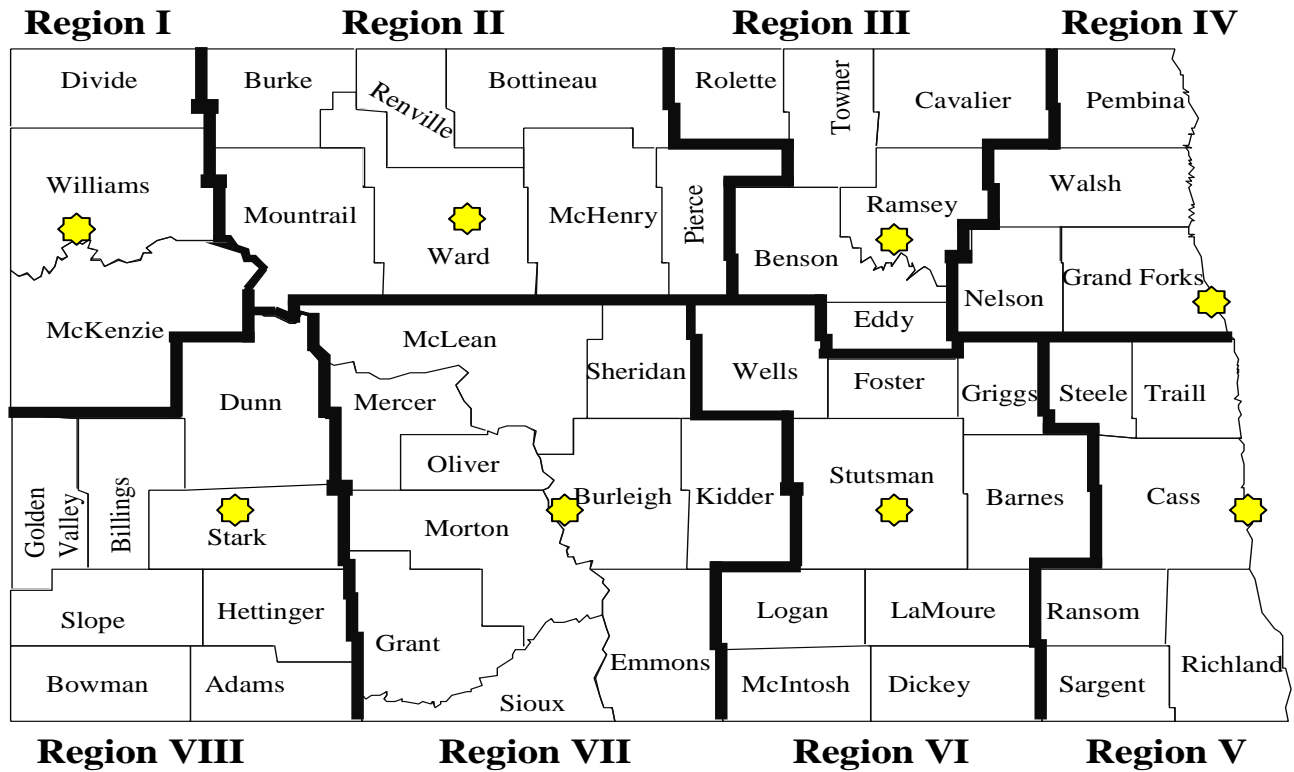 Region I
Region II
Region III
Region IV
Divide
Burke
Renville
Bottineau
Rolette
Towner
Cavalier
Pembina
Williams
Mountrail
Ward
McHenry
Pierce
Benson
Ramsey
Walsh
McKenzie
Eddy
Nelson
Grand Forks
Dunn
McLean
Mercer
Sheridan
Wells
Foster
Griggs
Steele
Traill
Golden
Valley
Billings
Stark
Oliver
Morton
Burleigh
Kidder
Stutsman
Barnes
Cass
Slope
Hettinger
Grant
Emmons
Logan
LaMoure
Ransom
Richland
Bowman
Adams
Sioux
McIntosh
Dickey
Sargent
Region VIII
Region VII
Region VI
Region V